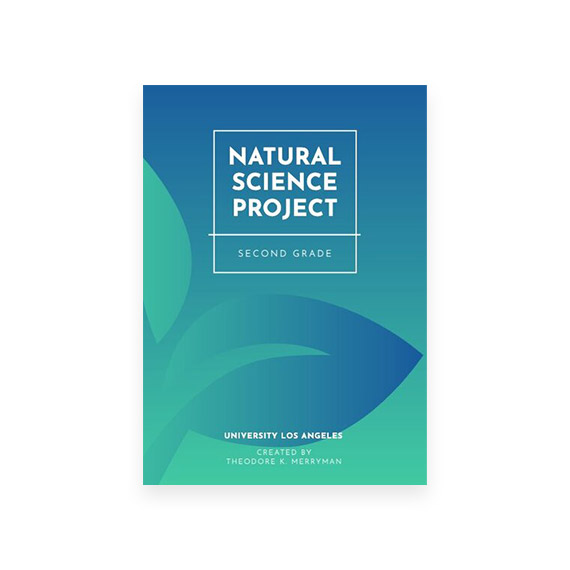 NATURAL
SCIENCE
PROJECT
SECOND GRADE
UNIVERSITY LOS ANGELES
CREATED BY
THEODORE K. MERRYMAN